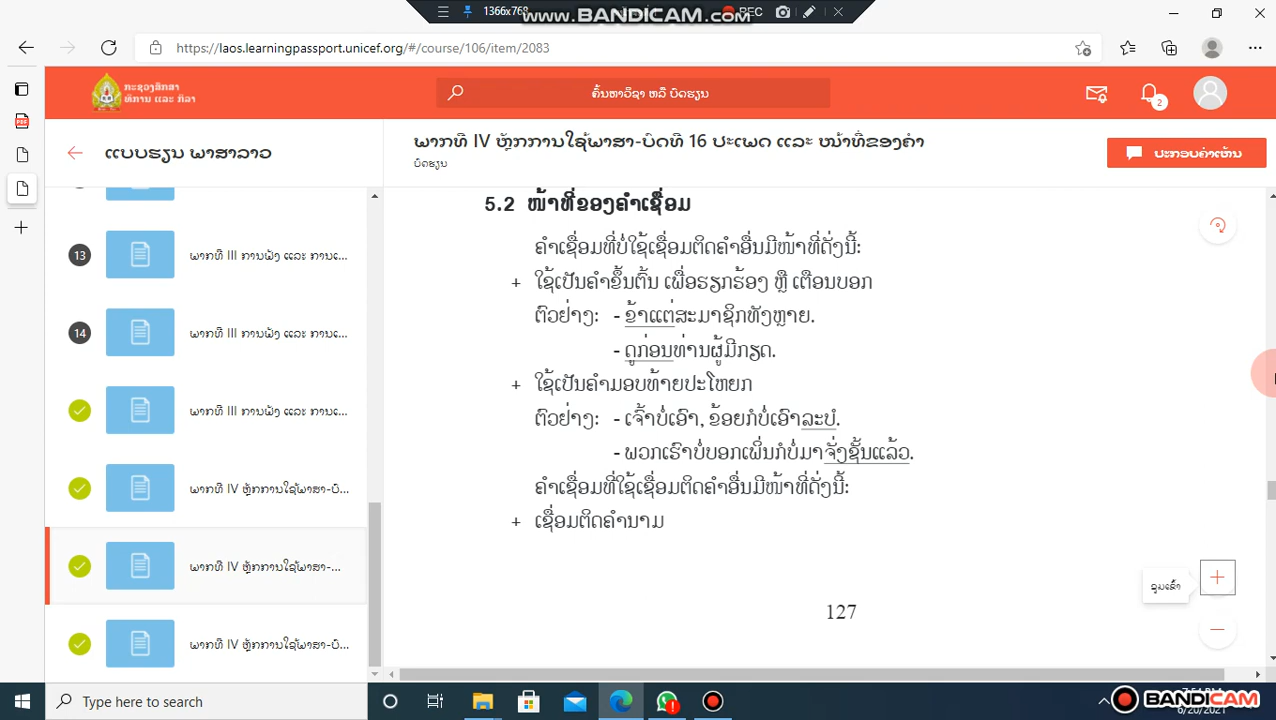 1366x768
www.BANDICAM.com
REC
https://laos.learningpassport.unicef.org/#/course/106/item/2083
ກະຊວງສຶກສາ
ທິການ ແລະ ກິລາ
ຄົ້ນຫາວິຊາ ຫລື ບົດຮຽນ
2
ແບບຮຽນ ພາສາລາວ
ພາກທີ IV ຫຼັກການໃຊ້ພາສາ-ບົດທີ 16 ປະເພດ ແລະ ໜ້າທີ່ຂອງຄຳ
ບົດຮຽນ
ປະກອບຄຳເຫັນ
13
ພາກທີ III ການຟັງ ແລະ ການເ...
14
ພາກທີ III ການຟັງ ແລະ ການເ...
ພາກທີ III ການຟັງ ແລະ ການເ...
ພາກທີ IV ຫຼັກການໃຊ້ພາສາ-ບົ...
ພາກທີ IV ຫຼັກການໃຊ້ພາສາ-...
ພາກທີ IV ຫຼັກການໃຊ້ພາສາ-ບົ...
5.2 ໜ້າທີ່ຂອງຄຳເຊື່ອມ
ຄຳເຊື່ອມທີ່ບໍ່ໃຊ້ເຊື່ອມຕິດຄຳອື່ນມີໜ້າທີ່ດັ່ງນີ້:
+ ໃຊ້ເປັນຄຳຂຶ້ນຕົ້ນ ເພື່ອຮຽກຮ້ອງ ຫຼື ເຕືອນບອກ
ຕົວຢ່າງ: - ຂ້າແຕ່ສະມາຊິກທັງຫຼາຍ.
- ດູກ່ອນທ່ານຜູ້ມີກຽດ.
+ ໃຊ້ເປັນຄຳມອບທ້າຍປະໂຫຍກ
ຕົວຢ່າງ: - ເຈົ້າບໍ່ເອົາ, ຂ້ອຍກໍບໍ່ເອົາລະບໍ.
- ພວກເຮົາບໍ່ບອກເພິ່ນກໍບໍ່ມາຈັ່ງຊັ້ນແລ້ວ.
ຄຳເຊື່ອມທີ່ໃຊ້ເຊື່ອມຕິດຄຳອື່ນມີໜ້າທີ່ດັ່ງນີ້:
+ ເຊື່ອມຕິດຄຳນາມ
127
ຊູມເຂົ້າ
Type here to search
6/20/2021
BANDICAM